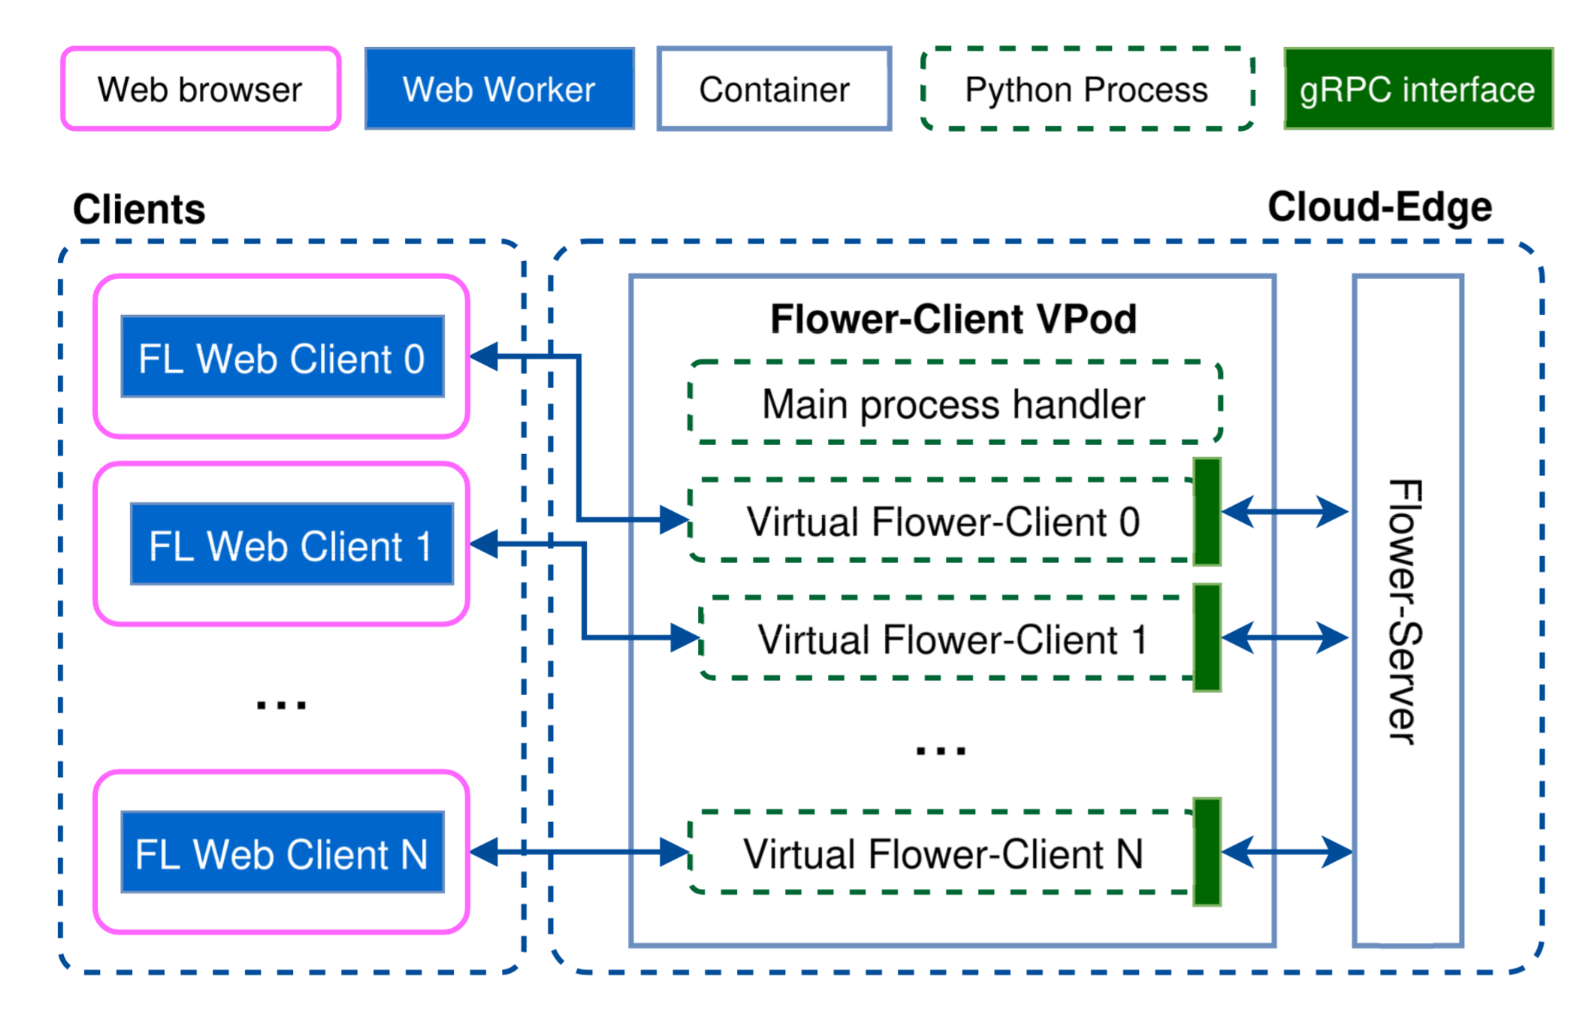 Web browser
Web Worker
Container
Python Process
gRPC interface
Clients
Cloud-Edge
FL Web Client 0
FL Web Client 1
...
FL Web Client N
Flower-Client VPod
Main process handler
Virtual Flower-Client 0
Virtual Flower-Client 1
...
Virtual Flower-Client N
Flower-Server